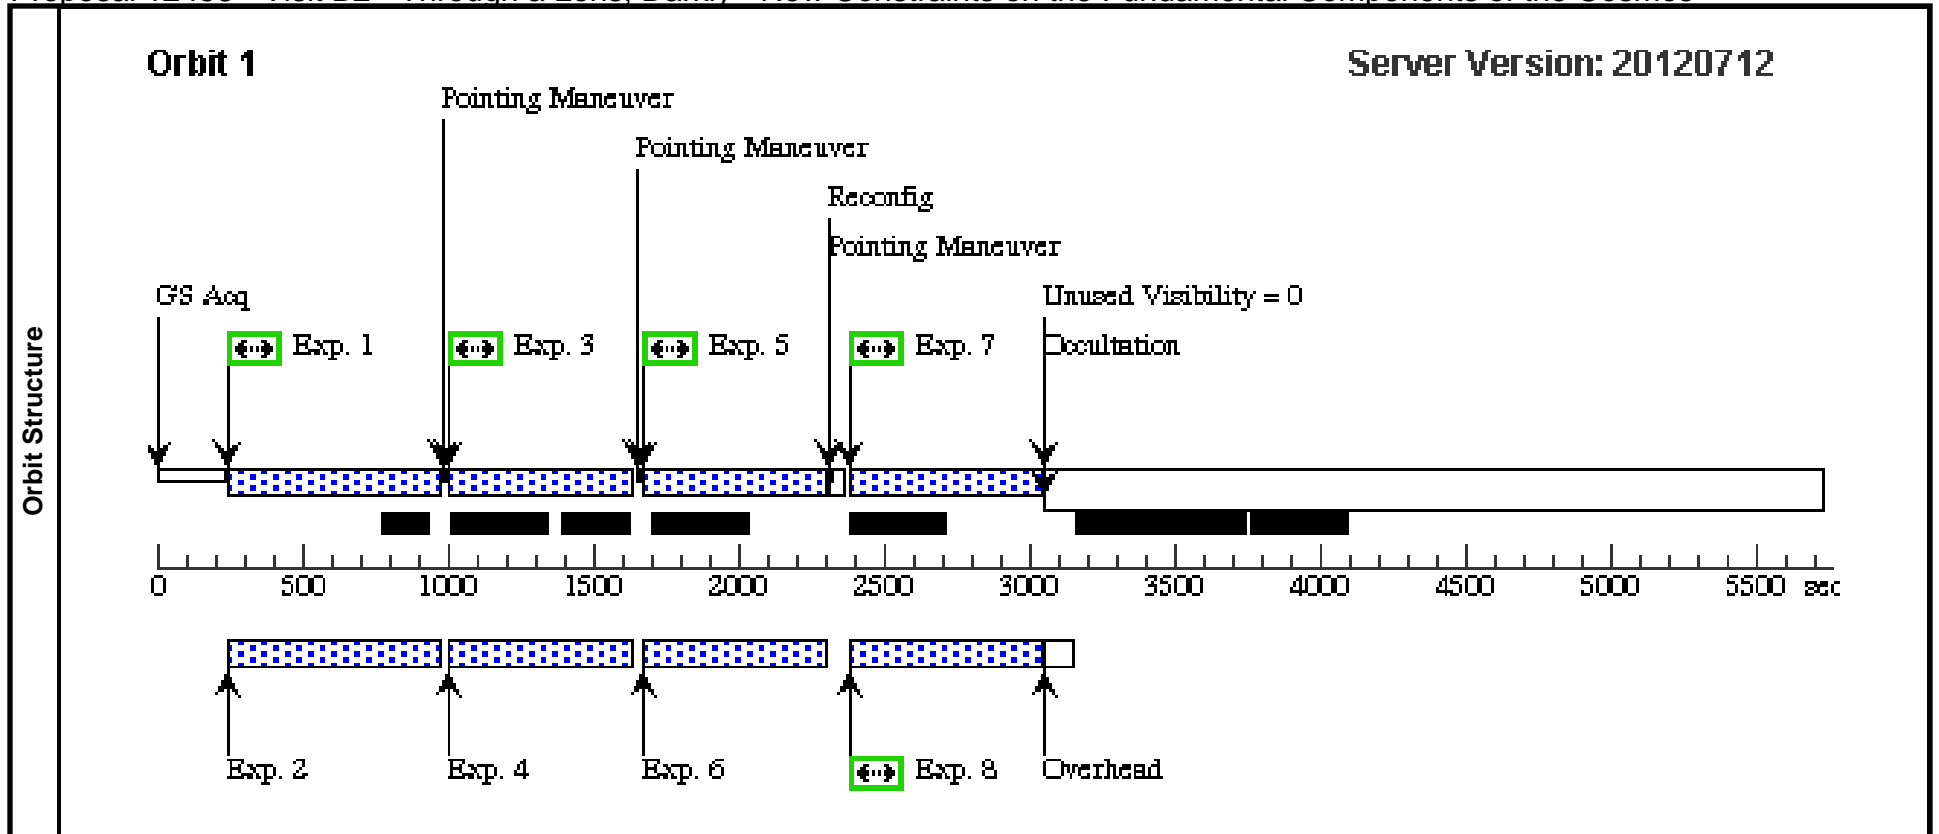 Orbit 1
Server Version: 20120712
Pointing Maneuver
Pointing Maneuver
Reconfig
Pointing Maneuver
GS Acq
Unused Visibility = 0
Exp. 1
Exp. 3
Exp. 5
Exp. 7
Occultation
Orbit Structure
0 500 1000 1500 2000 2500 3000 3500 4000 4500 5000 5500 sec
Exp. 2
Exp. 4
Exp. 6
Exp. 8
Overhead